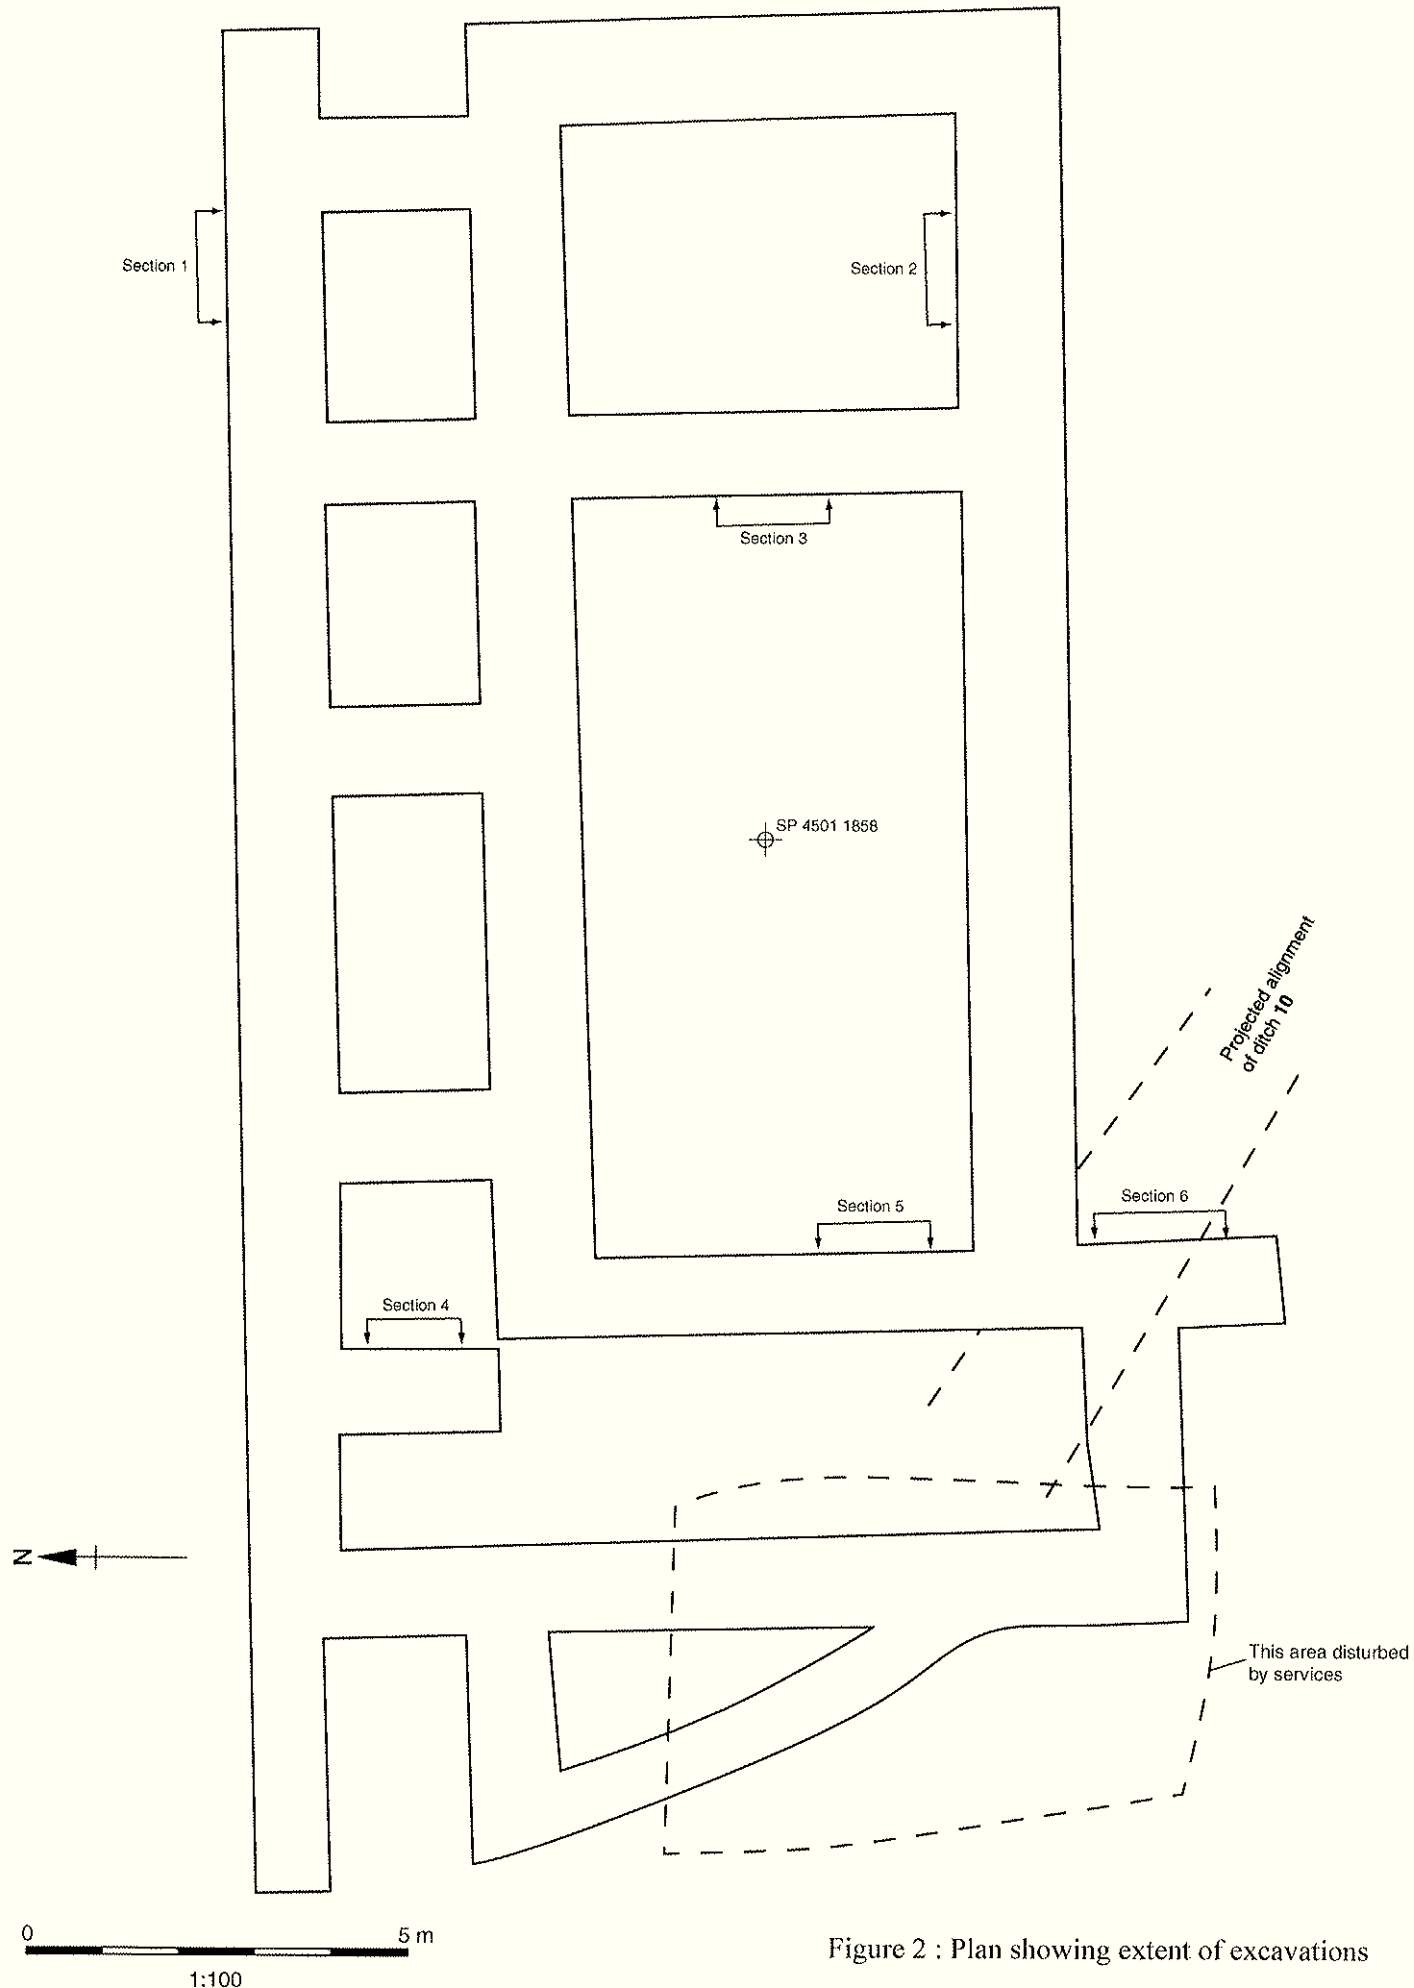 Section 1
Section 2
Section 3
SP 4501 1858
Projected alignment
of ditch 10
Section 5
Section 6
Section 4
N
This area disturbed
by services
0
5 m
1:100
Figure 2 : Plan showing extent of excavations